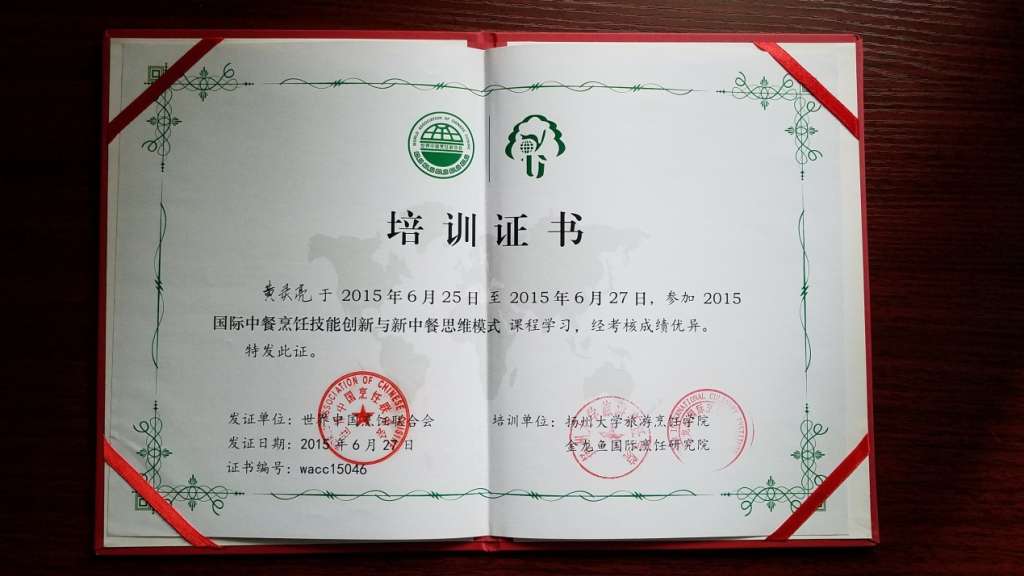 培训证书
黄炎亮 于 2015年6月25日 至 2015年6月27日, 参加 2015
国际中餐烹饪技能创新与新中餐思维模式 课程学习, 经考核成绩优异。
特发此证。
发证单位: 世界中国烹饪联合会
发证日期: 2015年6月27日
证书编号: wacc15046
培训单位: 扬州大学旅游烹饪学院
金龙鱼国际烹饪研究院